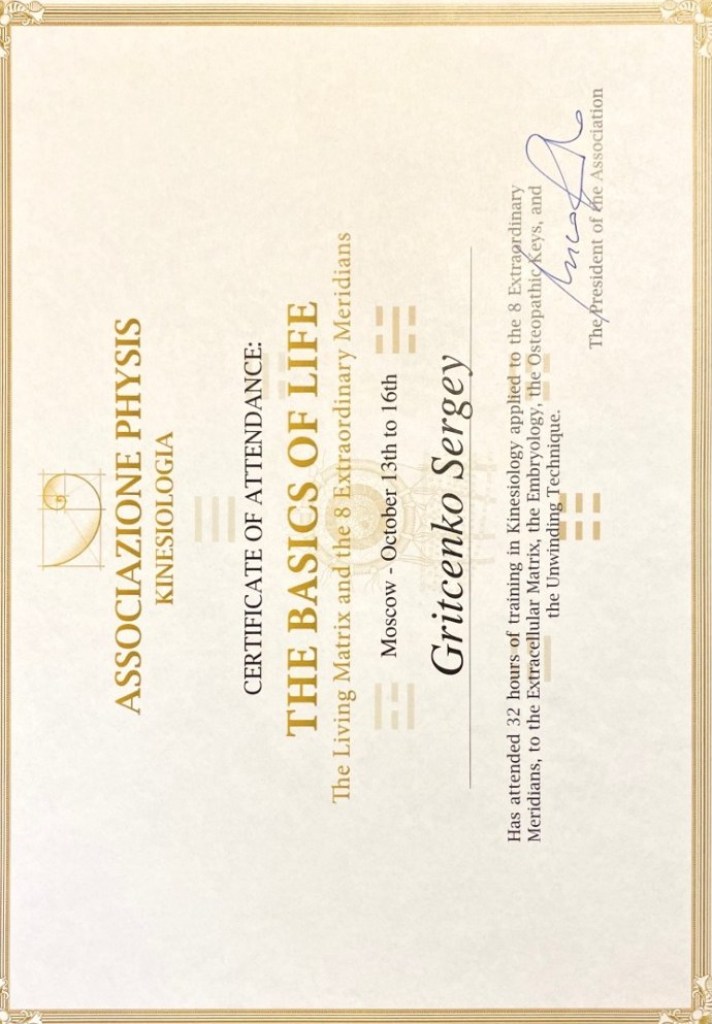 ASSOCIAZIONE PHYSIS
KINESIOLOGIA
CERTIFICATE OF ATTENDANCE:
THE BASICS OF LIFE
The Living Matrix and the 8 Extraordinary Meridians
Moscow - October 13th to 16th
Gritcenko Sergey
Has attended 32 hours of training in Kinesiology applied to the 8 Extraordinary
Meridians, to the Extracellular Matrix, the Embryology, the Osteopathic Keys, and
the Unwinding Technique.
The President of the Association